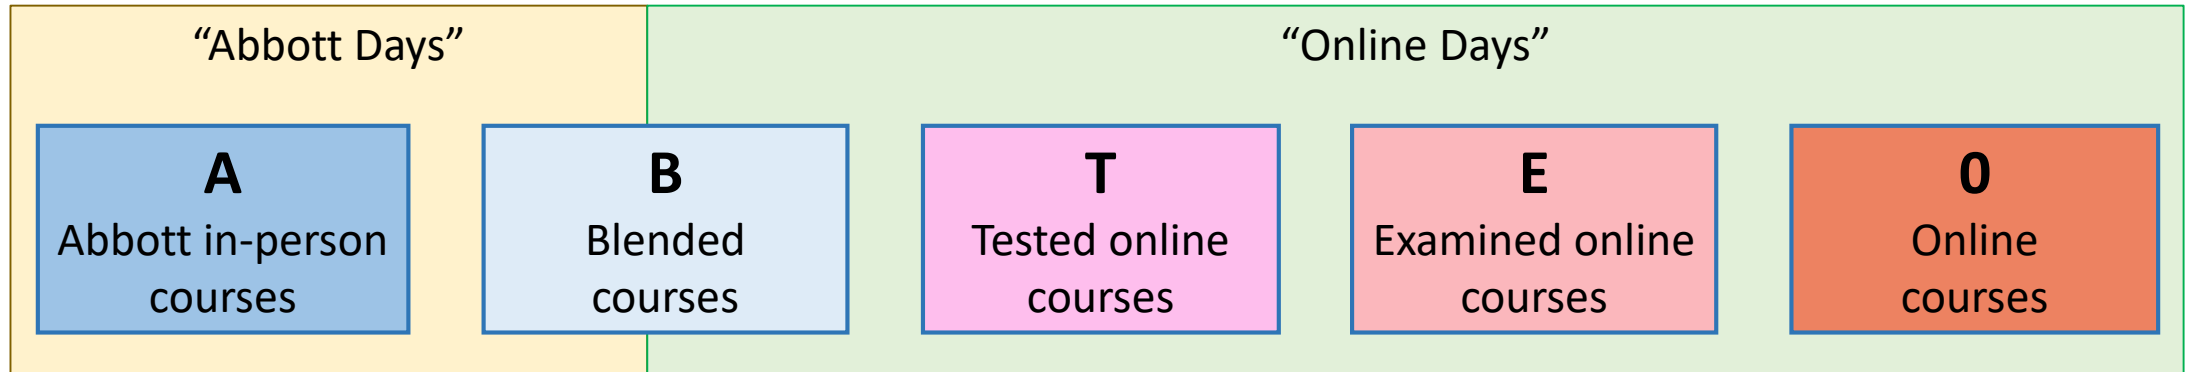 “Abbott Days”
“Online Days”
A
Abbott in-person
courses
B
Blended
courses
T
Tested online
courses
E
Examined online
courses
0
Online
courses